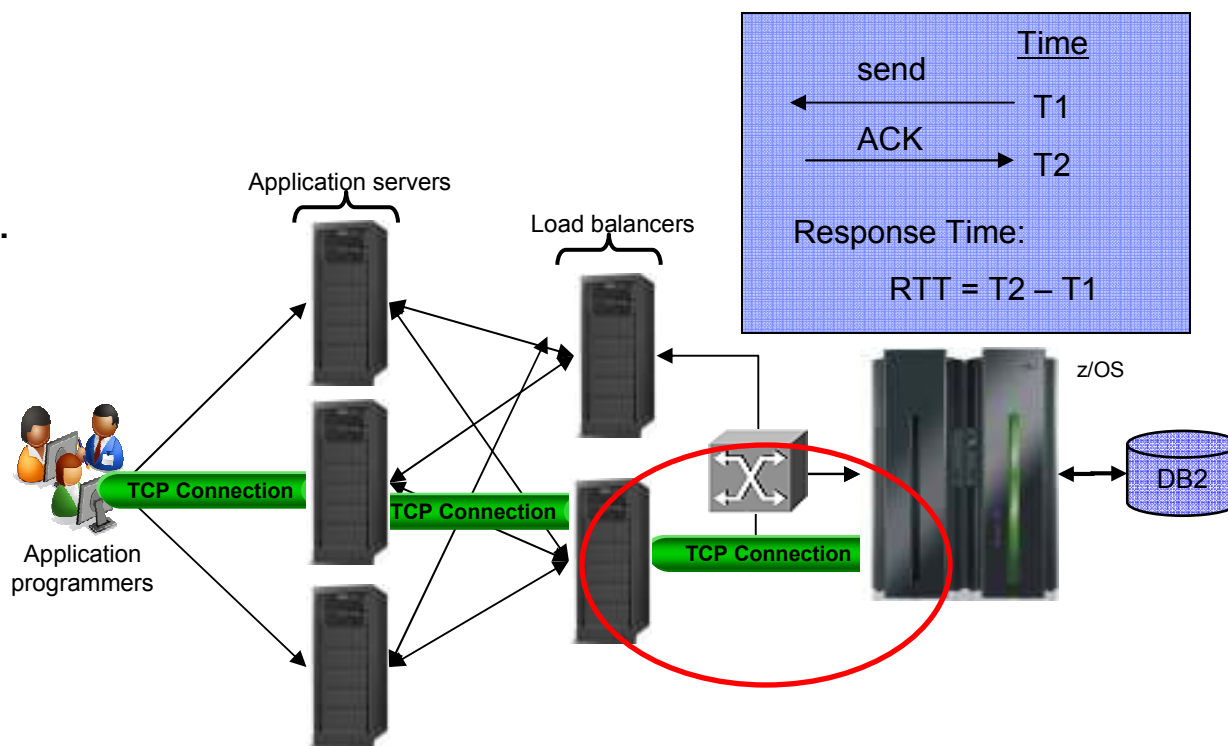 Time
send
T1
ACK
T2
Response Time:
RTT = T2 – T1
Application servers
.
Load balancers
z/OS
DB2
TCP Connection
TCP Connection
TCP Connection
Application
programmers